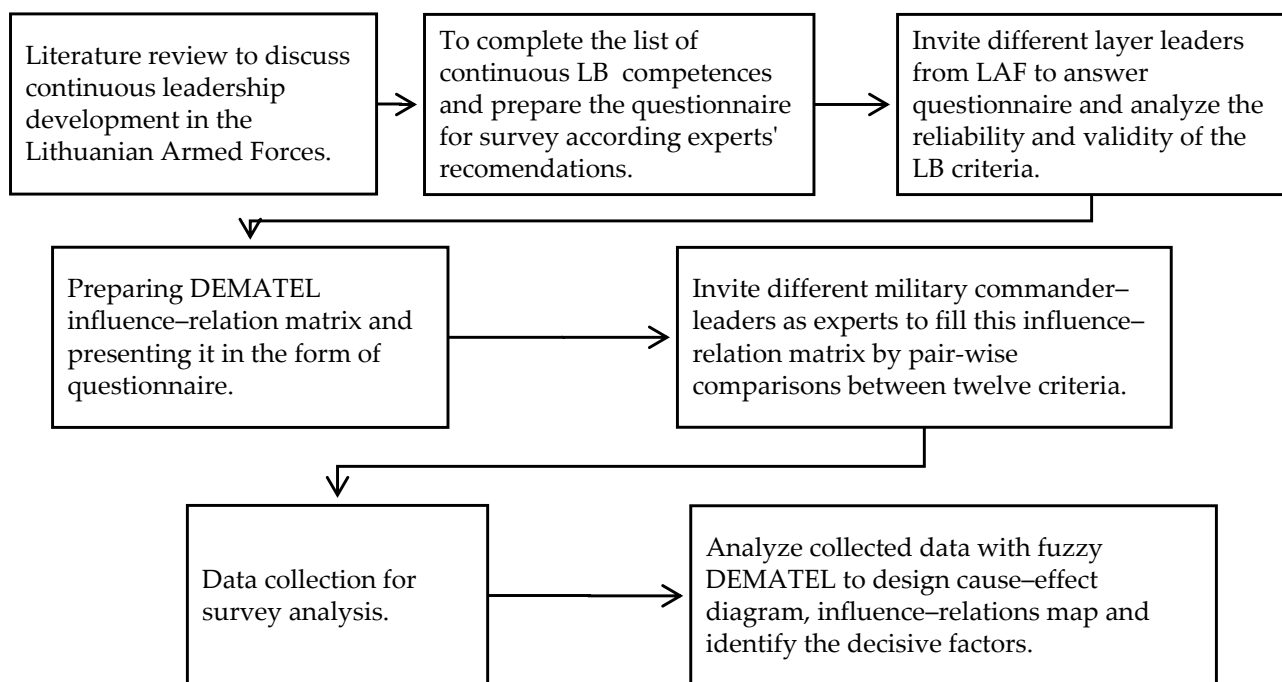 Literature review to discuss
continuous leadership
development in the
Lithuanian Armed Forces.
To complete the list of
continuous LB competences
and prepare the questionnaire
for survey according experts'
recomendations.
Invite different layer leaders
from LAF to answer
questionnaire and analyze the
reliability and validity of the
LB criteria.
Preparing DEMATEL
influence–relation matrix and
presenting it in the form of
questionnaire.
Invite different military commander–
leaders as experts to fill this influence–
relation matrix by pair-wise
comparisons between twelve criteria.
Data collection for
survey analysis.
Analyze collected data with fuzzy
DEMATEL to design cause–effect
diagram, influence–relations map and
identify the decisive factors.